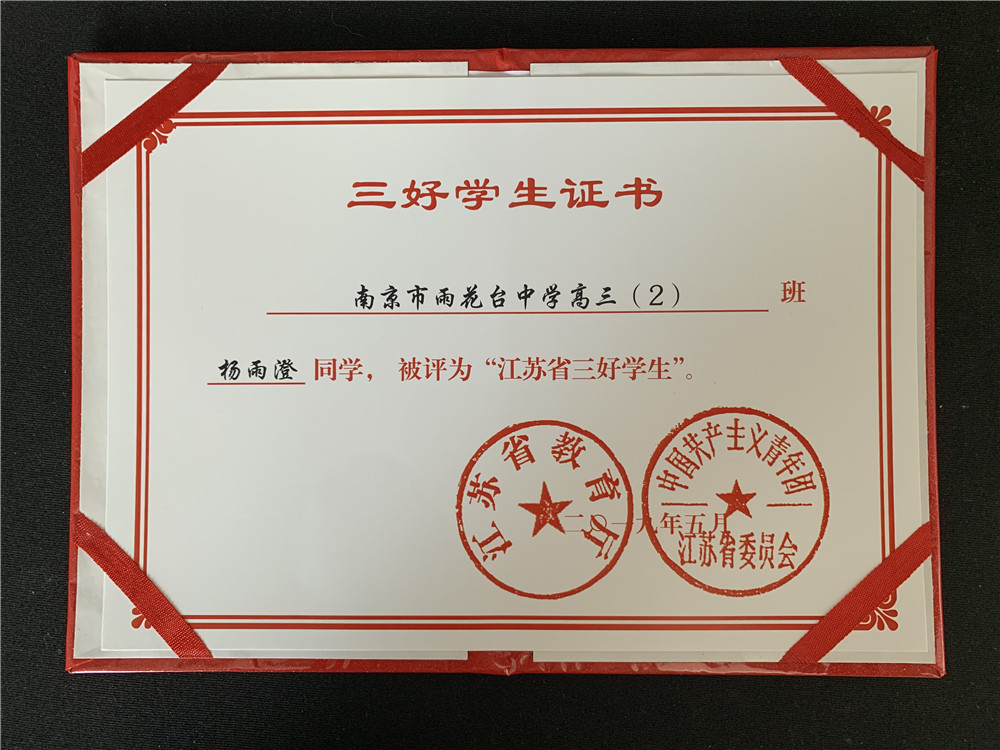 三好学生证书
南京市雨花台中学高三（2）班
杨雨澄同学，被评为“江苏省三好学生”。
江苏省教育厅
中国共产主义青年团
江苏省委员会
二〇一九年五月